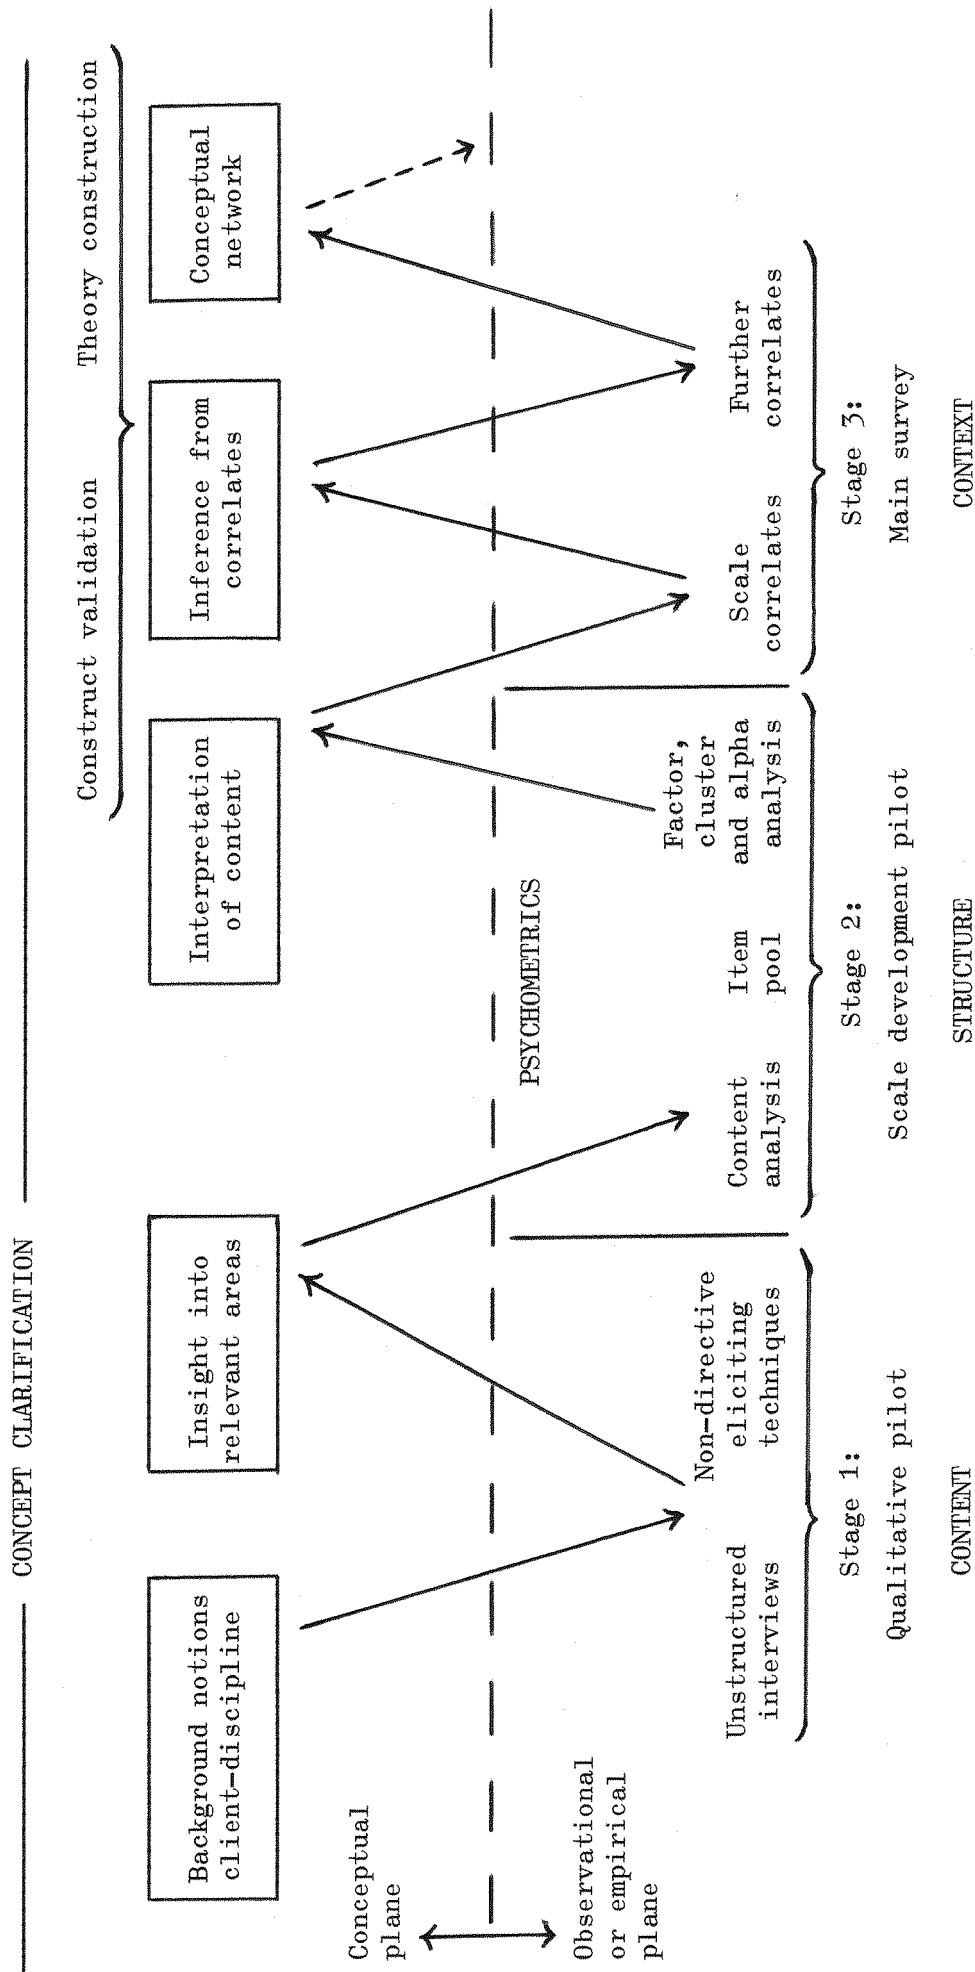 CONCEPT CLARIFICATION
Construct validation
Theory construction
Background notions
client-discipline
Insight into
relevant areas
Interpretation
of content
Inference from
correlates
Conceptual
network
Conceptual
plane
PSYCHOMETRICS
Observational
or empirical
plane
Unstructured
interviews
Non-directive
eliciting
techniques
Content
analysis
Item
pool
Factor,
cluster
and alpha
analysis
Scale
correlates
Further
correlates
Stage 1:
Qualitative pilot
CONTENT
Stage 2:
Scale development pilot
STRUCTURE
Stage 3:
Main survey
CONTEXT